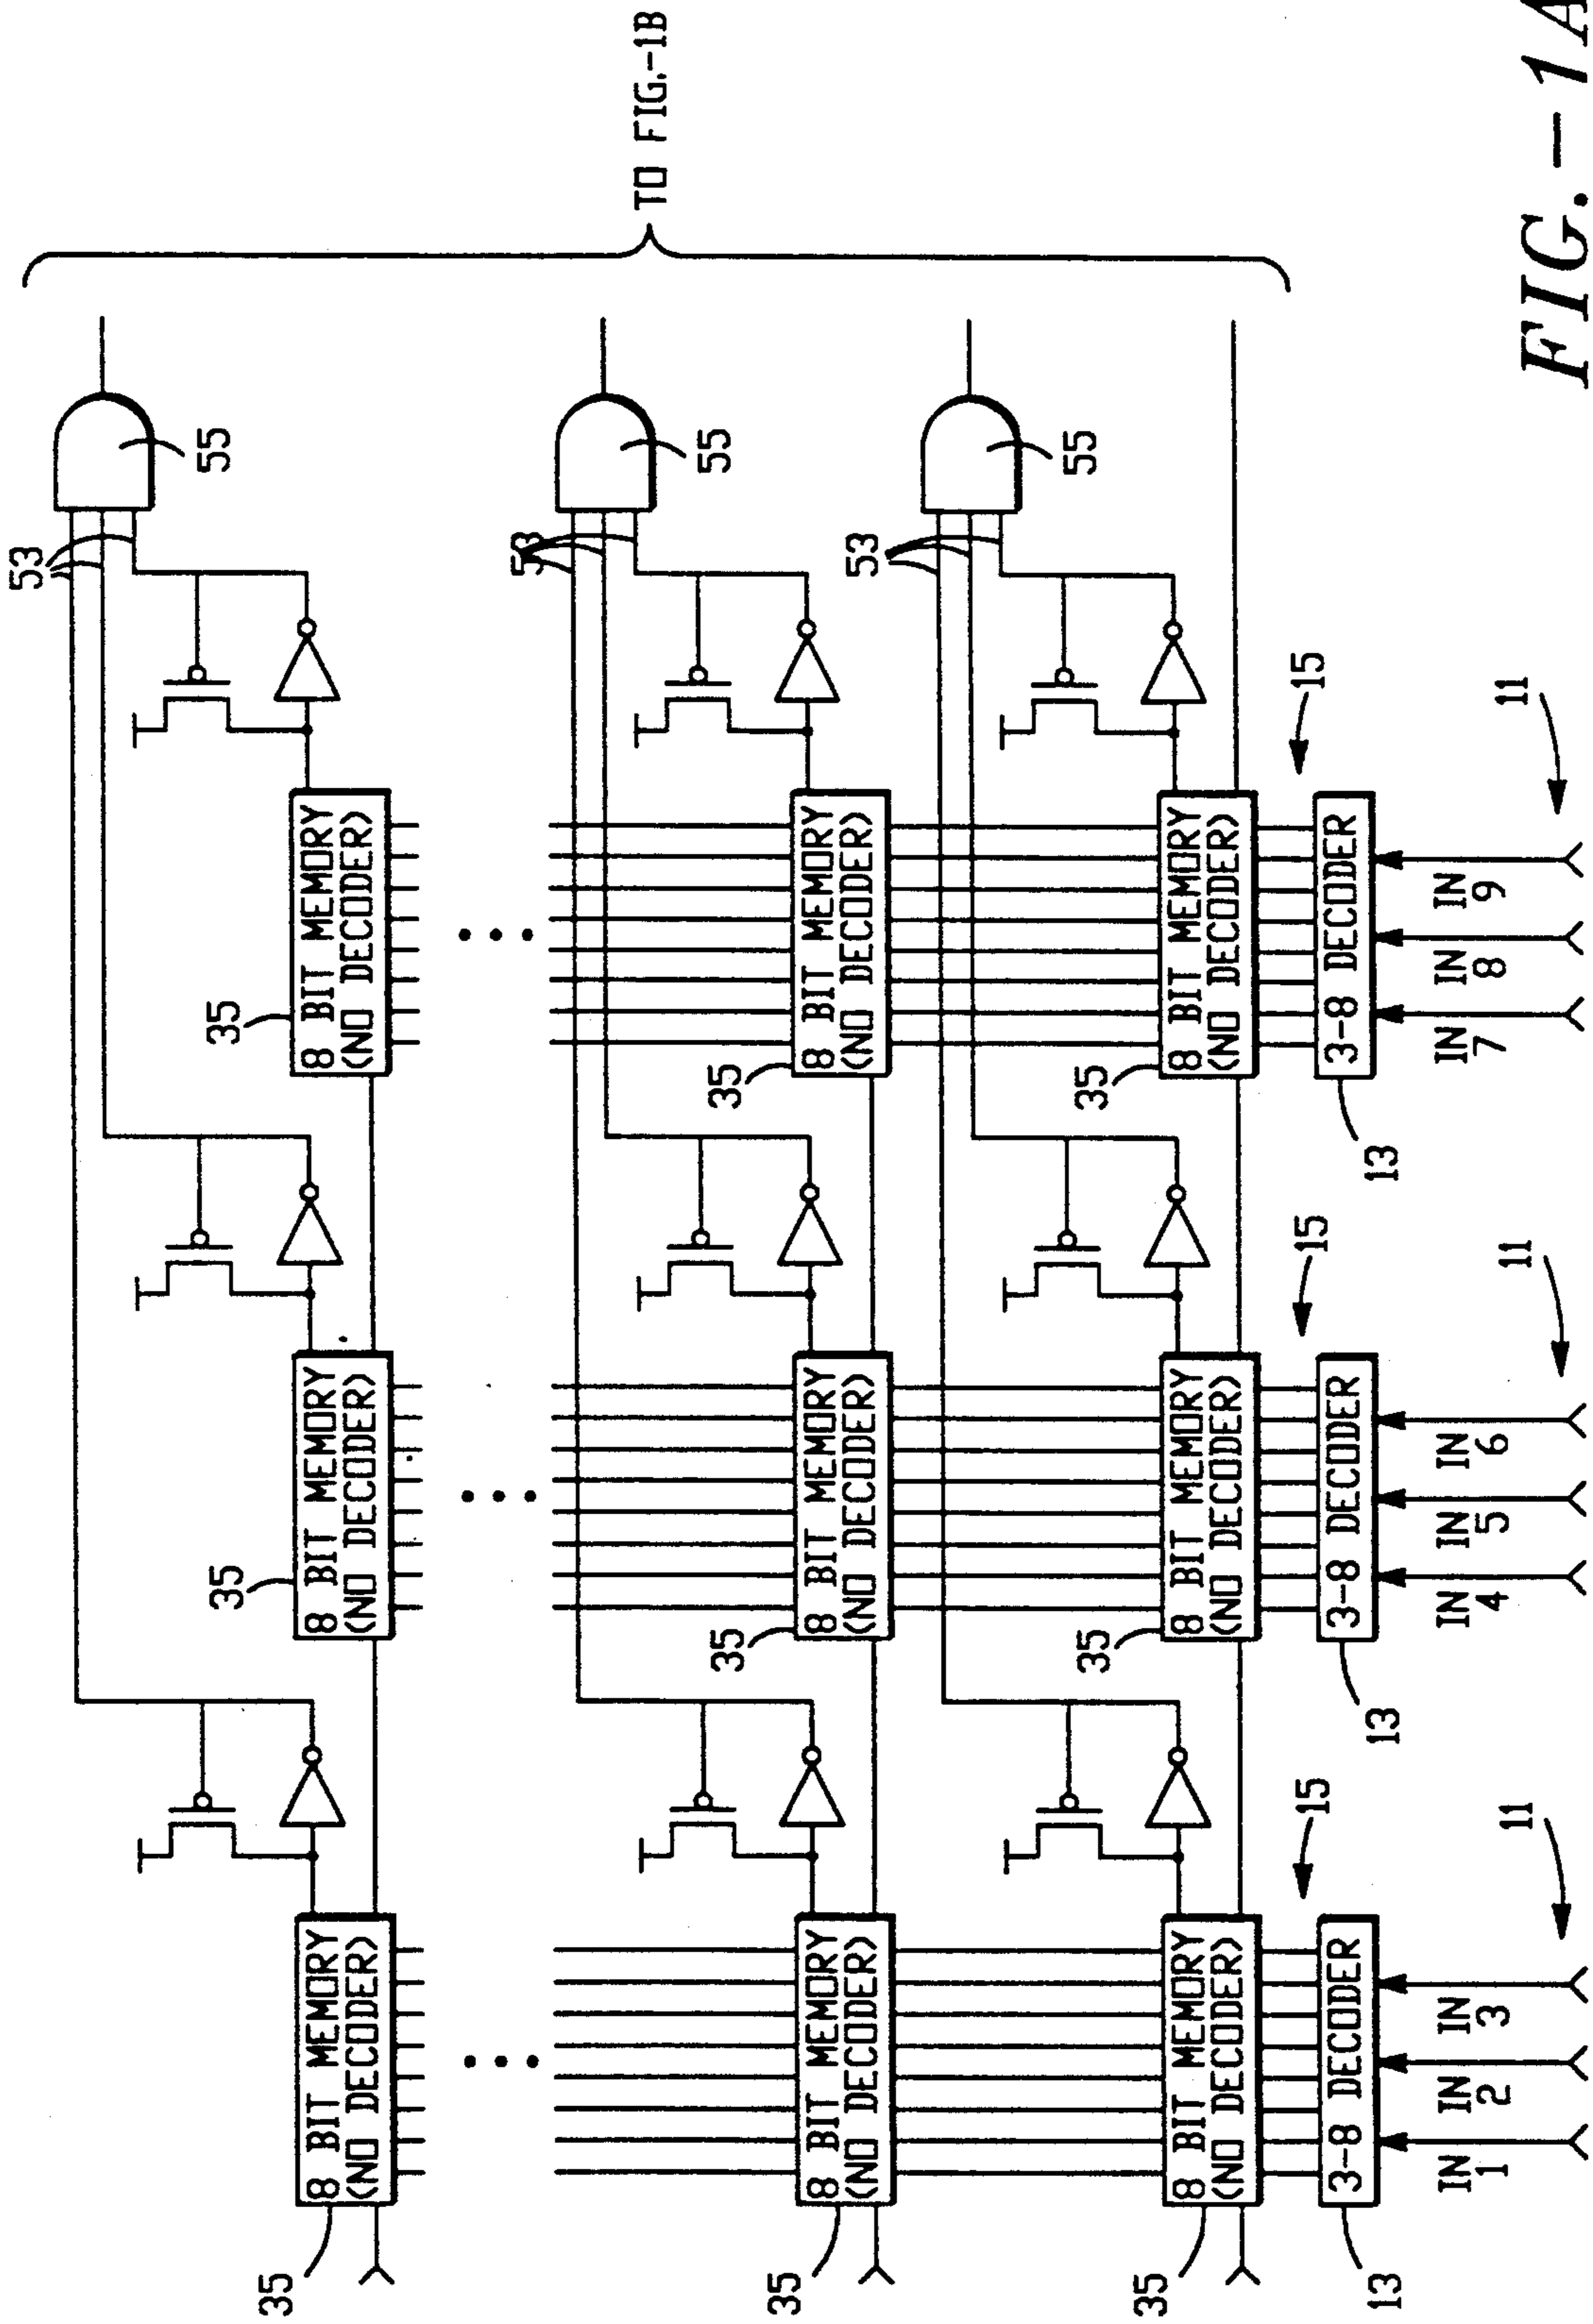 53
55
TO FIG.-1B
35
8 BIT MEMORY
(NO DECODER)
35
8 BIT MEMORY
(NO DECODER)
35
8 BIT MEMORY
(NO DECODER)
53
55
35
8 BIT MEMORY
(NO DECODER)
35
8 BIT MEMORY
(NO DECODER)
35
8 BIT MEMORY
(NO DECODER)
53
55
35
8 BIT MEMORY
(NO DECODER)
35
8 BIT MEMORY
(NO DECODER)
35
8 BIT MEMORY
(NO DECODER)
15
15
15
13
3-8 DECODER
13
3-8 DECODER
13
3-8 DECODER
IN IN IN
1 2 3
11
IN IN IN
4 5 6
11
IN IN IN
7 8 9
11
FIG.-1A